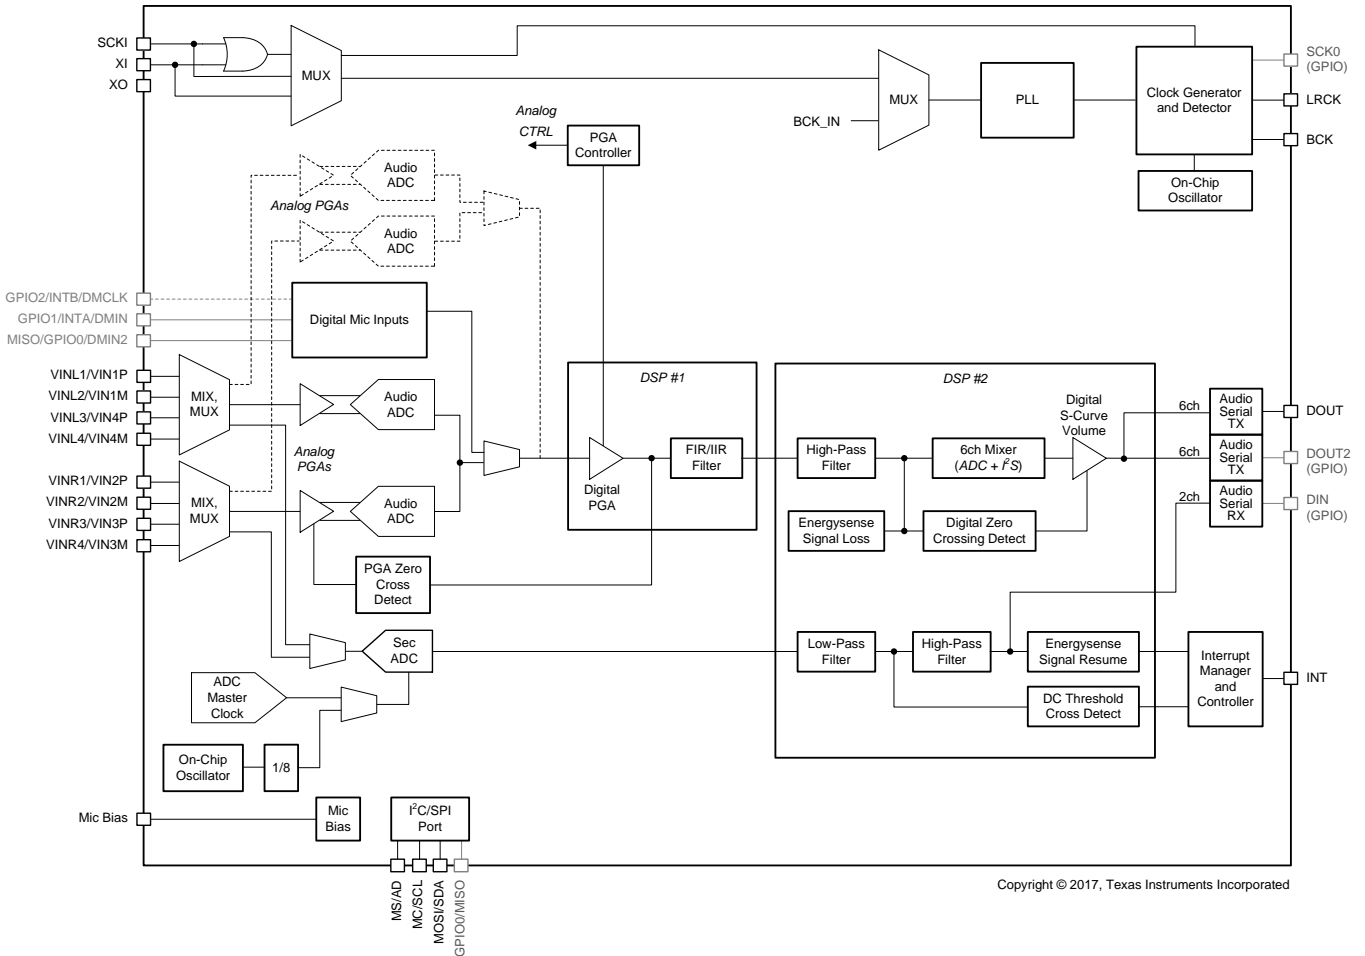 SCKI
XI
XO
MUX
MUX
BCK_IN
PLL
Clock Generator
and Detector
SCK0
(GPIO)
LRCK
BCK
On-Chip
Oscillator
Analog
CTRL
PGA
Controller
Audio
ADC
Analog PGAs
Audio
ADC
GPIO2/INTB/DMCLK
GPIO1/INTA/DMIN
MISO/GPIO0/DMIN2
Digital Mic Inputs
VINL1/VIN1P
VINL2/VIN1M
VINL3/VIN4P
VINL4/VIN4M
MIX,
MUX
Audio
ADC
Analog
PGAs
VINR1/VIN2P
VINR2/VIN2M
VINR3/VIN3P
VINR4/VIN3M
MIX,
MUX
Audio
ADC
PGA Zero
Cross
Detect
DSP #1
Digital
PGA
FIR/IIR
Filter
DSP #2
High-Pass
Filter
6ch Mixer
(ADC + I²S)
Digital
S-Curve
Volume
Energysense
Signal Loss
Digital Zero
Crossing Detect
6ch
Audio
Serial
TX
DOUT
6ch
Audio
Serial
TX
DOUT2
(GPIO)
2ch
Audio
Serial
RX
DIN
(GPIO)
Sec
ADC
Low-Pass
Filter
High-Pass
Filter
Energysense
Signal Resume
DC Threshold
Cross Detect
Interrupt
Manager
and
Controller
INT
ADC
Master
Clock
On-Chip
Oscillator
1/8
Mic Bias
Mic
Bias
I²C/SPI
Port
MS/AD
MC/SCL
MOSI/SDA
GPIO0/MISO
Copyright © 2017, Texas Instruments Incorporated